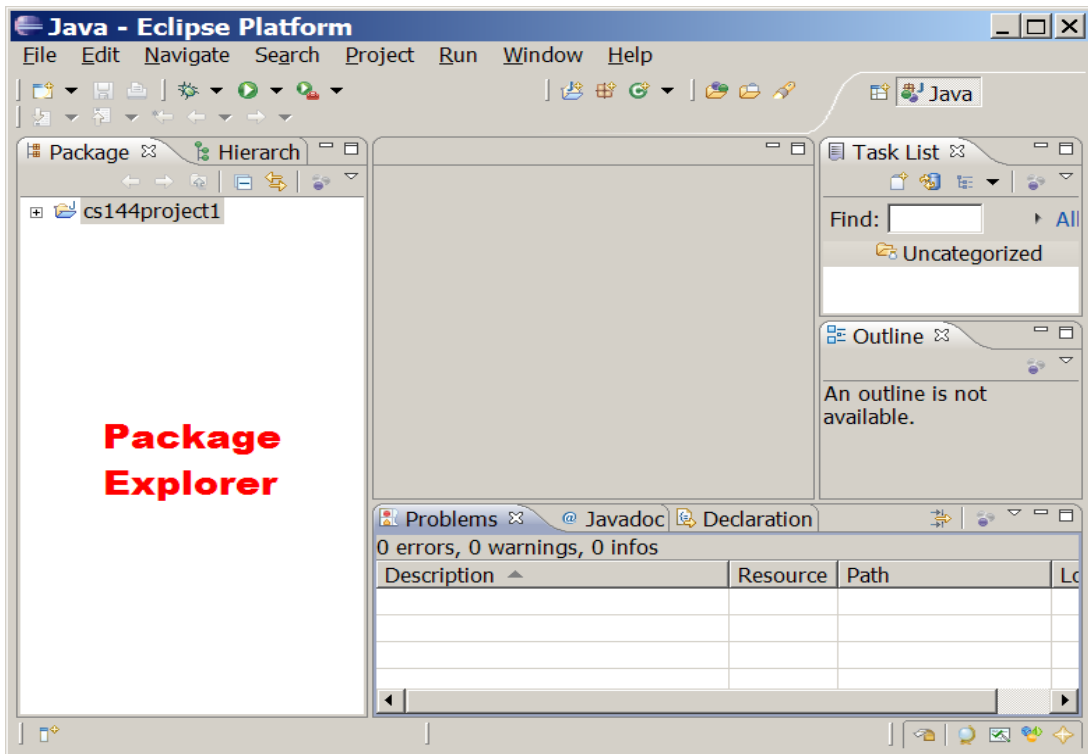 Java - Eclipse Platform
File Edit Navigate Search Project Run Window Help
Java
Package Hierarch
cs144project1
Package
Explorer
Task List
Find: All
Uncategorized
Outline
An outline is not
available.
Problems @ Javadoc Declaration
0 errors, 0 warnings, 0 infos
Description Resource Path Lo